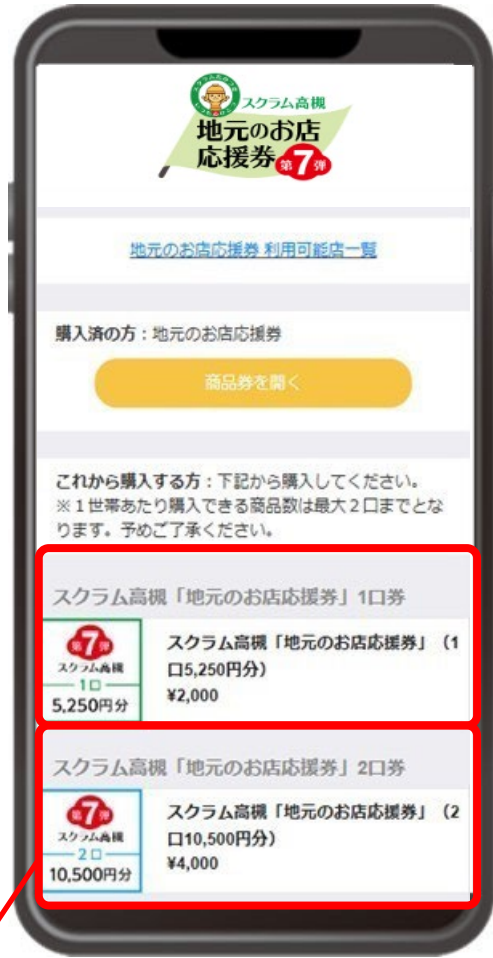 スクラム高槻
地元のお店
応援券 第7弾
地元のお店応援券 利用可能店一覧
購入済の方：地元のお店応援券
商品券を開く
これから購入する方：下記から購入してください。
※１世帯あたり購入できる商品数は最大２口までとな
ります。予めご了承ください。
スクラム高槻「地元のお店応援券」1口券
第7弾
スクラム高槻
1口
5,250円分
スクラム高槻「地元のお店応援券」（1
口5,250円分）
¥2,000
スクラム高槻「地元のお店応援券」2口券
第7弾
スクラム高槻
2口
10,500円分
スクラム高槻「地元のお店応援券」（2
口10,500円分）
¥4,000